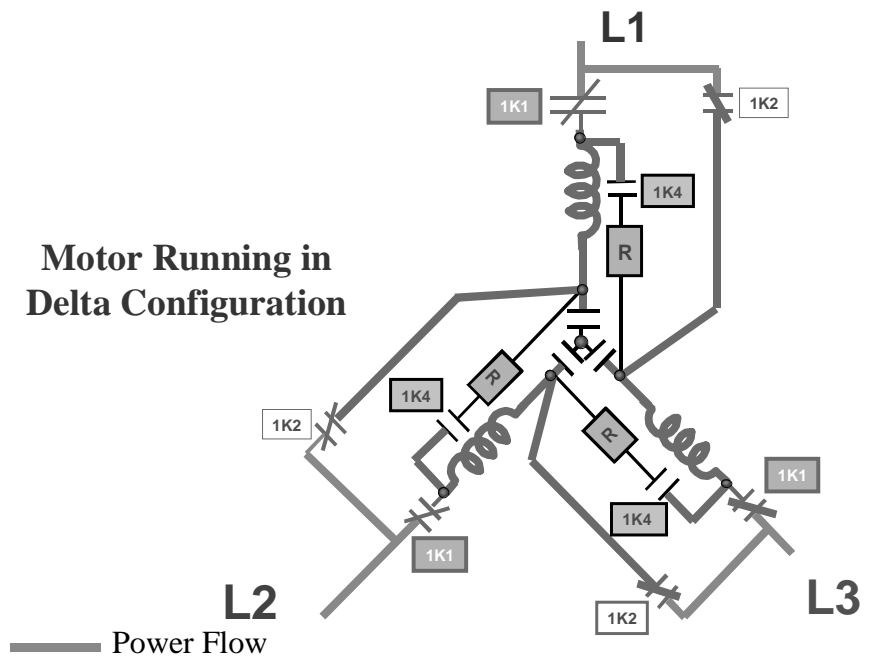 L1
1K1
1K2
1K4
R
Motor Running in
Delta Configuration
R
1K4
1K2
R
1K1
1K4
1K1
L2
1K2
L3
Power Flow